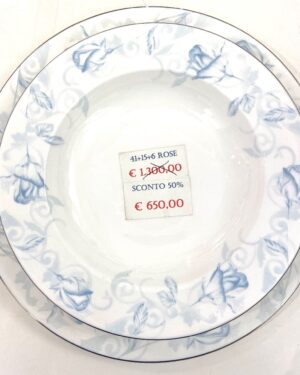 41+15+6 ROSE
€ 1.300,00
SCONTO 50%
€ 650,00